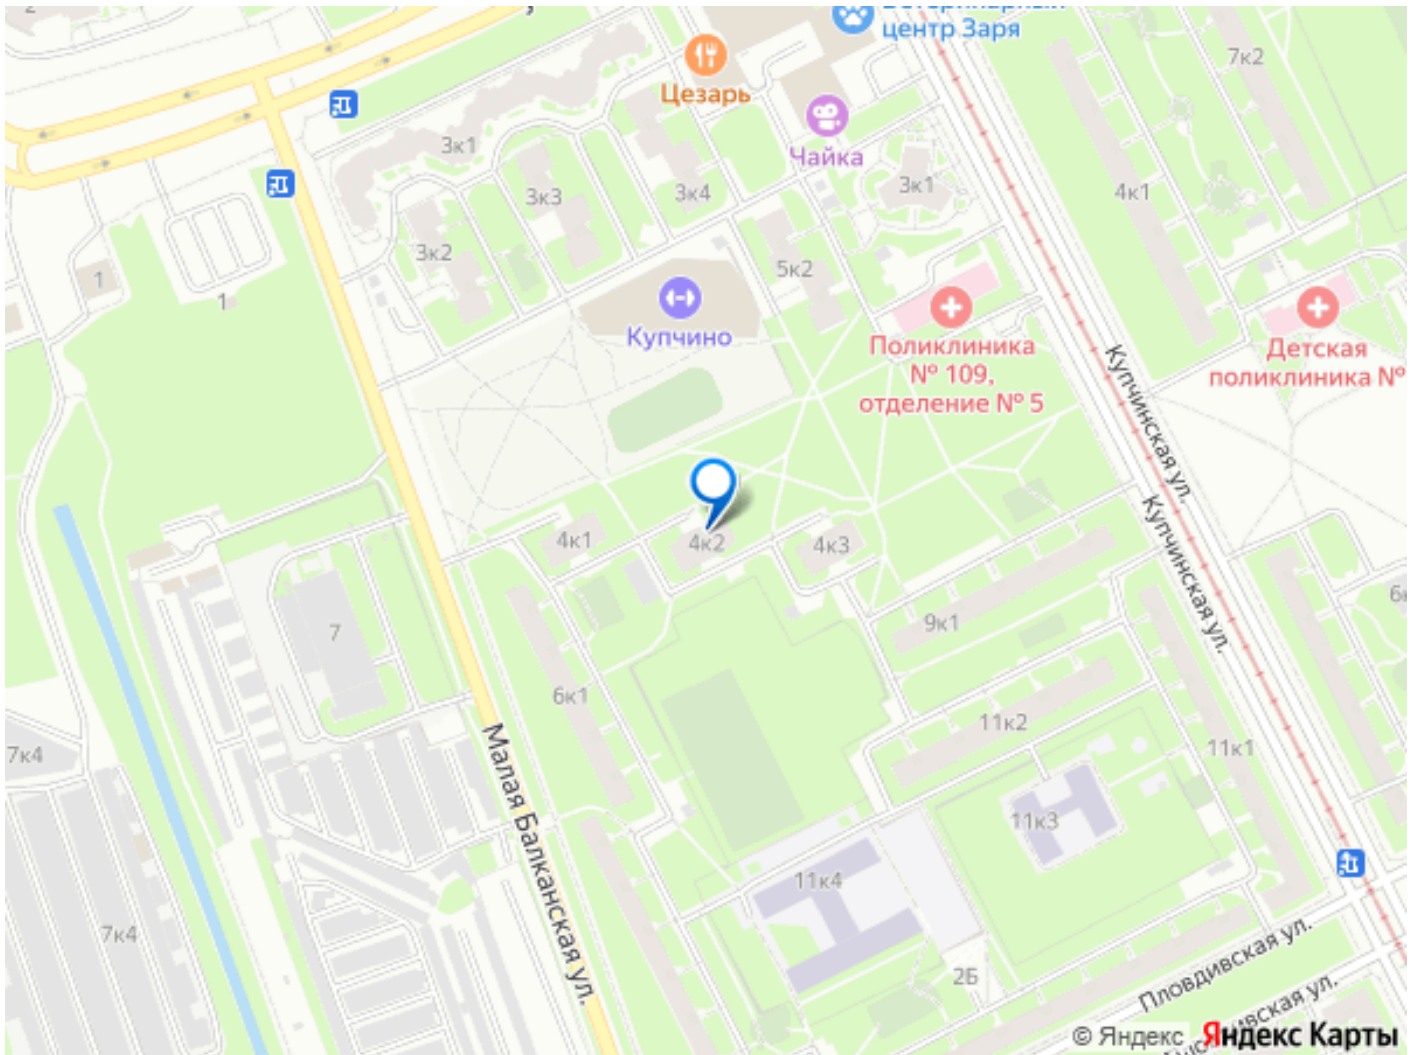 2
Ветеринарный
центр Заря
7к2
Цезарь
3к1
Чайка
3к3
3к4
3к1
4к1
3к2
5к2
1
1
Купчино
Поликлиника
№ 109,
отделение № 5
Детская
поликлиника №
Купчинская ул.
Купчинская ул.
4к1
4к2
4к3
7
9к1
6к1
11к2
7к4
11к1
Малая Балканская ул.
11к3
11к4
7к4
2Б
Пловдивская ул.
© Яндекс
Яндекс Карты